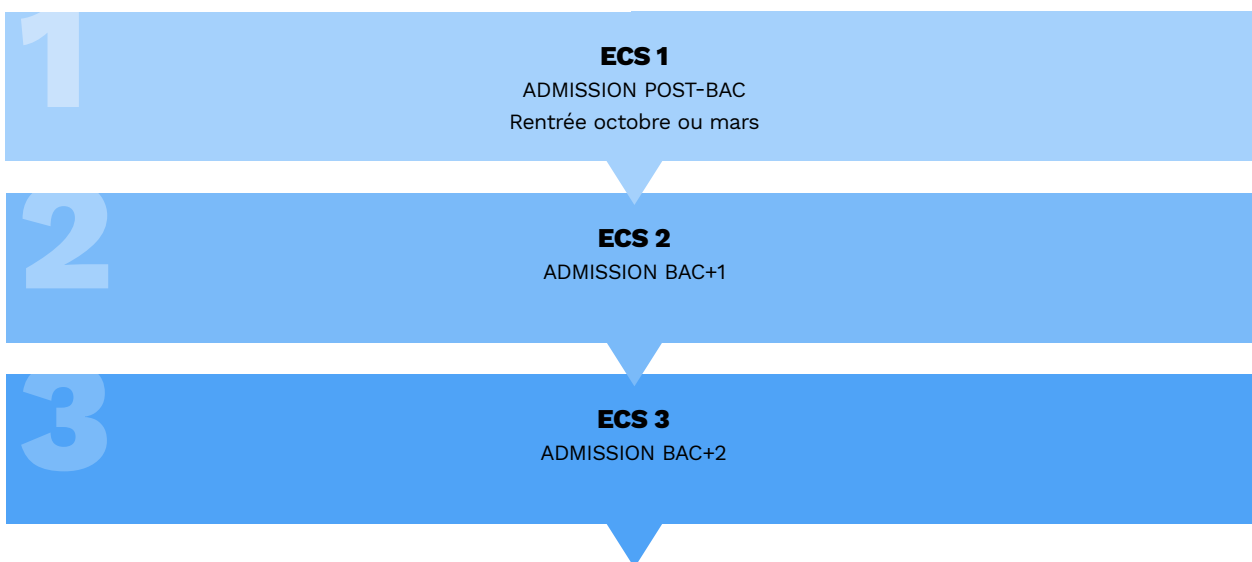 1
ECS 1
ADMISSION POST-BAC
Rentrée octobre ou mars
2
ECS 2
ADMISSION BAC+1
3
ECS 3
ADMISSION BAC+2